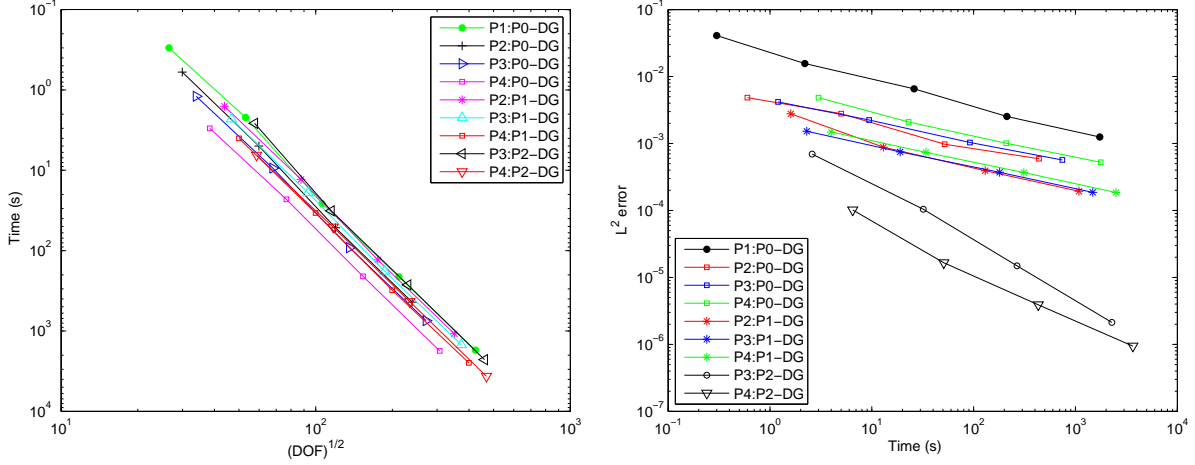 10^{-1}
10^{0}
10^{1}
10^{2}
10^{3}
10^{4}
Time (s)
10^{1}
10^{2}
10^{3}
(DOF)^{1/2}
P1:P0−DG
P2:P0−DG
P3:P0−DG
P4:P0−DG
P2:P1−DG
P3:P1−DG
P4:P1−DG
P3:P2−DG
P4:P2−DG
10^{-1}
10^{-2}
10^{-3}
10^{-4}
10^{-5}
10^{-6}
10^{-7}
L^{2} error
10^{-1}
10^{0}
10^{1}
10^{2}
10^{3}
10^{4}
Time (s)
P1:P0−DG
P2:P0−DG
P3:P0−DG
P4:P0−DG
P2:P1−DG
P3:P1−DG
P4:P1−DG
P3:P2−DG
P4:P2−DG